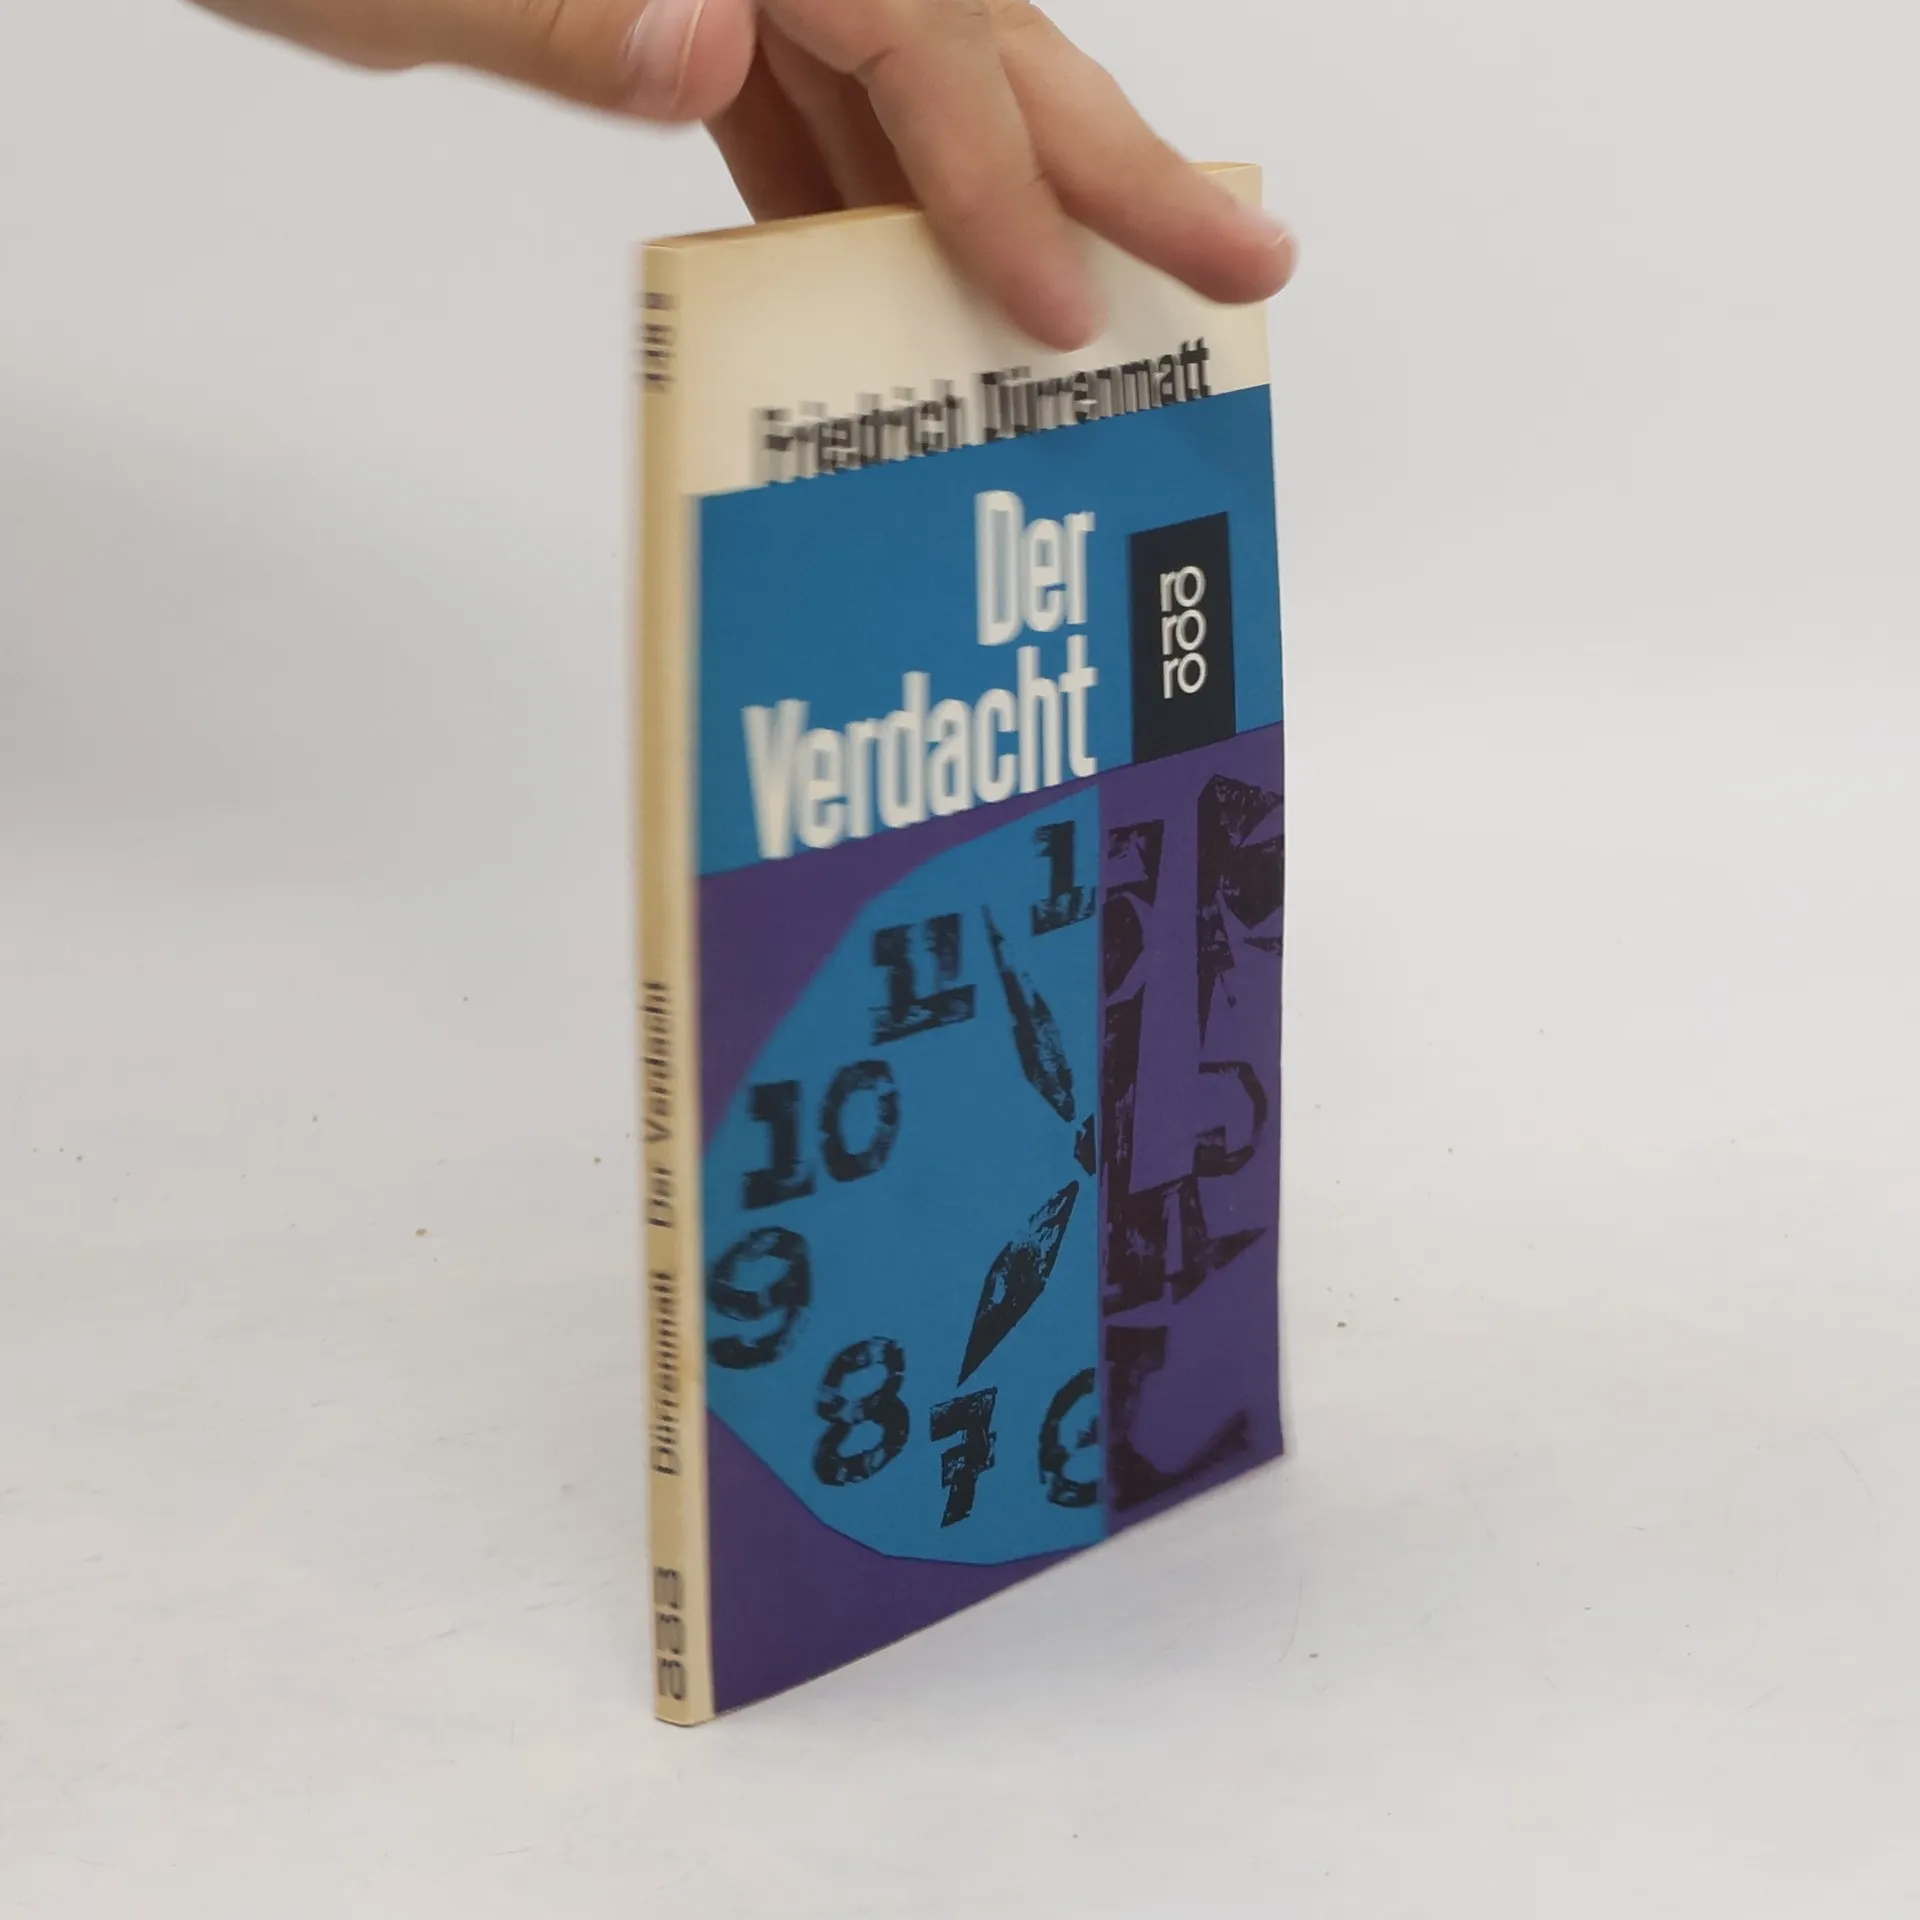 Friedrich Dürrenmatt
Der
Verdacht
ro
ro
ro
11
1
10
9
8
7
6
Dürrenmatt Der Verdacht
ro
ro
ro